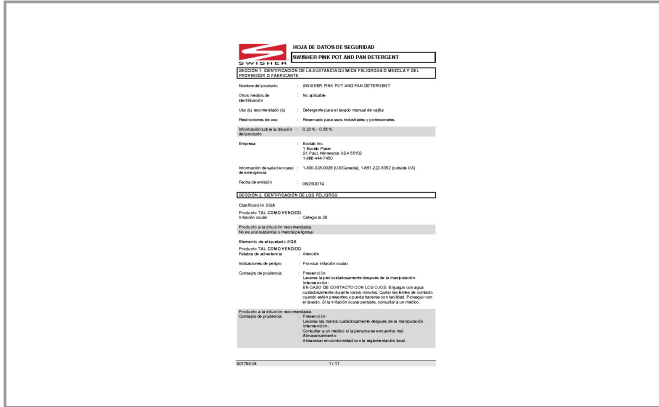 SWISHER
HOJA DE DATOS DE SEGURIDAD
SWISHER PINK POT AND PAN DETERGENT
SECCIÓN 1. IDENTIFICACIÓN DE LA SUSTANCIA QUÍMICA PELIGROSA O MEZCLA Y DEL
PROVEEDOR O FABRICANTE
Nombre del producto : SWISHER PINK POT AND PAN DETERGENT
Otros medios de : No aplicable
identificación
Uso(s) recomendado(s) : Detergente para el lavado manual de vajilla
Restricciones de uso : Reservado para usos industriales y profesionales.
Información sobre la dilución : 0.23 % - 0.55 %
del producto
Empresa : Ecolab Inc.
1 Ecolab Place
St. Paul, Minnesota USA 55102
1-866-444-7450
Información de salud en caso : 1-800-328-0026 (US/Canada), 1-651-222-5352 (outside US)
de emergencia
Fecha de emisión : 06/28/2019
SECCIÓN 2. IDENTIFICACIÓN DE LOS PELIGROS
Clasificación SGA
Producto TAL COMO VENDIDO.
Irritación ocular : Categoría 2B
Producto a la dilución recomendada:
No es una sustancia o mezcla peligrosa.
Elemento de etiquetado SGA
Producto TAL COMO VENDIDO.
Palabra de advertencia : Atención
Indicaciones de peligro : Provoca irritación ocular.
Consejos de prudencia : Prevención:
Lavarse la piel cuidadosamente después de la manipulación.
Intervención:
EN CASO DE CONTACTO CON LOS OJOS: Enjuagar con agua
cuidadosamente durante varios minutos. Quitar las lentes de contacto
cuando estén presentes y pueda hacerse con facilidad. Proseguir con
el lavado. Si la irritación ocular persiste, consultar a un médico.
Producto a la dilución recomendada:
Consejos de prudencia : Prevención:
Lavarse las manos cuidadosamente después de la manipulación.
Intervención:
Consultar a un médico si la persona se encuentra mal.
Almacenamiento:
Almacenar en conformidad con la reglamentación local.
1 / 11